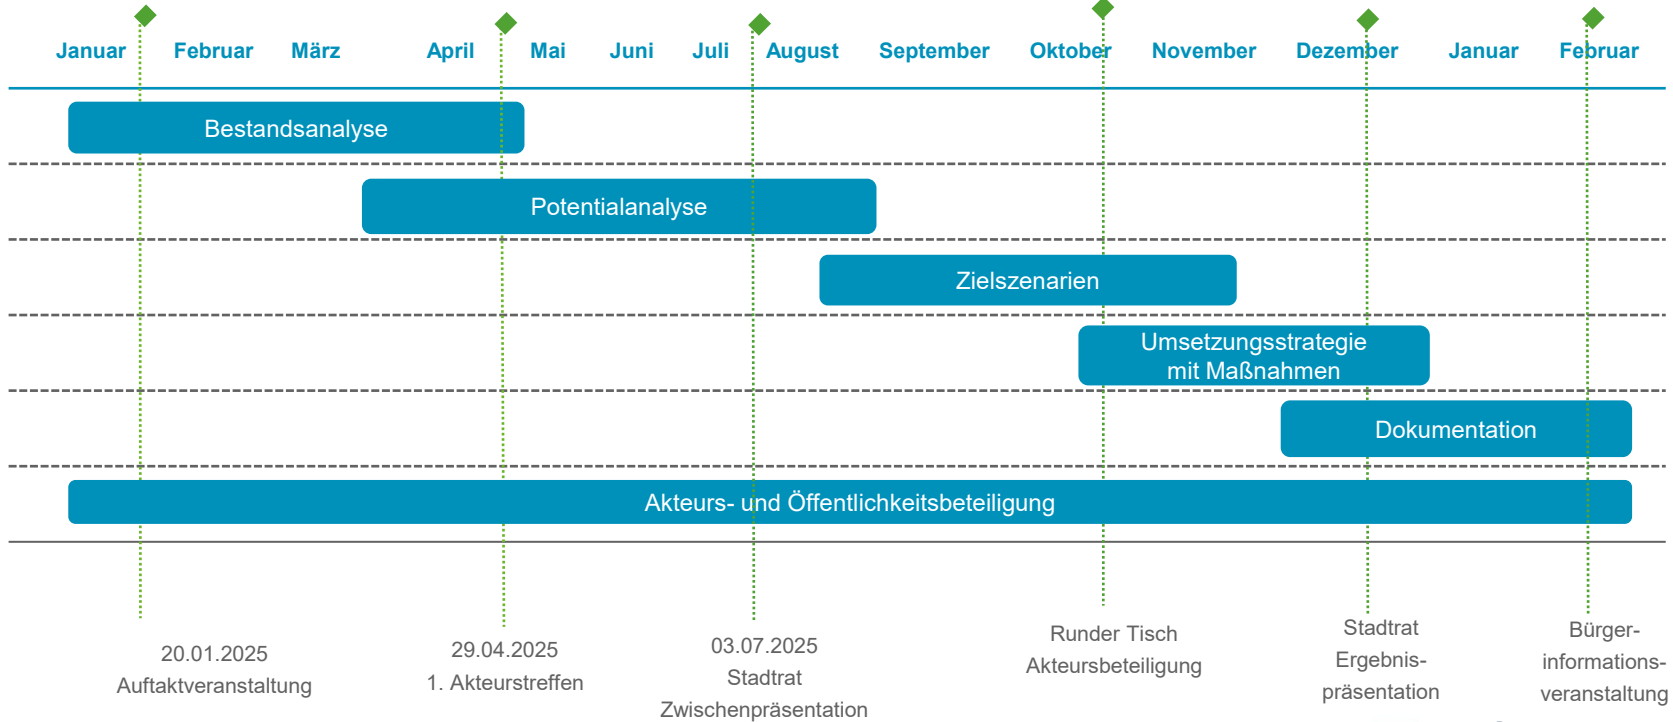 Januar Februar März April Mai Juni Juli August September Oktober November Dezember Januar Februar
Bestandsanalyse
Potentialanalyse
Zielszenarien
Umsetzungsstrategie
mit Maßnahmen
Dokumentation
Akteurs- und Öffentlichkeitsbeteiligung
20.01.2025
Auftaktveranstaltung
29.04.2025
1. Akteurstreffen
03.07.2025
Stadtrat
Zwischenpräsentation
Runder Tisch
Akteursbeteiligung
Stadtrat
Ergebnis-
präsentation
Bürger-
informations-
veranstaltung